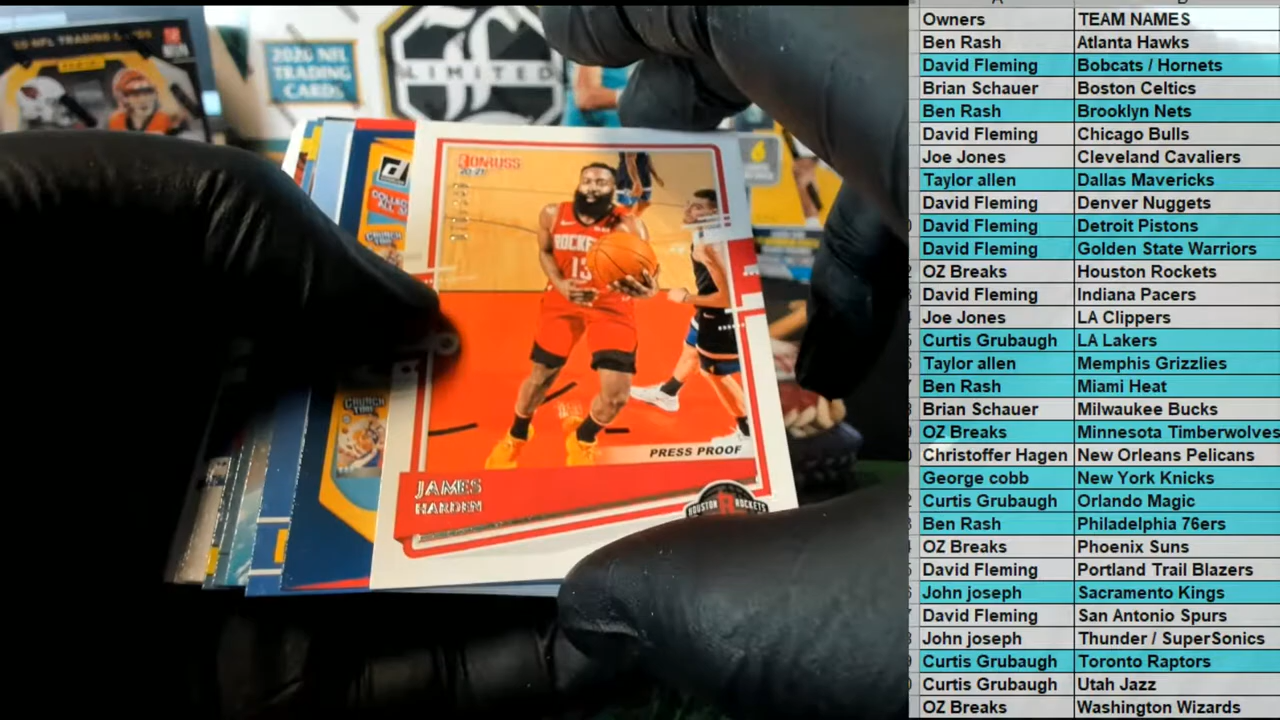 2020 NFL
TRADING
CARDS
LIMITED
DONRUSS
20-21
ROCKETS
13
PRESS PROOF
JAMES
HARDEN
HOUSTON ROCKETS
CRUNCH
TIME
Owners TEAM NAMES
Ben Rash Atlanta Hawks
David Fleming Bobcats / Hornets
Brian Schauer Boston Celtics
Ben Rash Brooklyn Nets
David Fleming Chicago Bulls
Joe Jones Cleveland Cavaliers
Taylor allen Dallas Mavericks
David Fleming Denver Nuggets
David Fleming Detroit Pistons
David Fleming Golden State Warriors
OZ Breaks Houston Rockets
David Fleming Indiana Pacers
Joe Jones LA Clippers
Curtis Grubaugh LA Lakers
Taylor allen Memphis Grizzlies
Ben Rash Miami Heat
Brian Schauer Milwaukee Bucks
OZ Breaks Minnesota Timberwolves
Christoffer Hagen New Orleans Pelicans
George cobb New York Knicks
Curtis Grubaugh Orlando Magic
Ben Rash Philadelphia 76ers
OZ Breaks Phoenix Suns
David Fleming Portland Trail Blazers
John joseph Sacramento Kings
David Fleming San Antonio Spurs
John joseph Thunder / SuperSonics
Curtis Grubaugh Toronto Raptors
Curtis Grubaugh Utah Jazz
OZ Breaks Washington Wizards